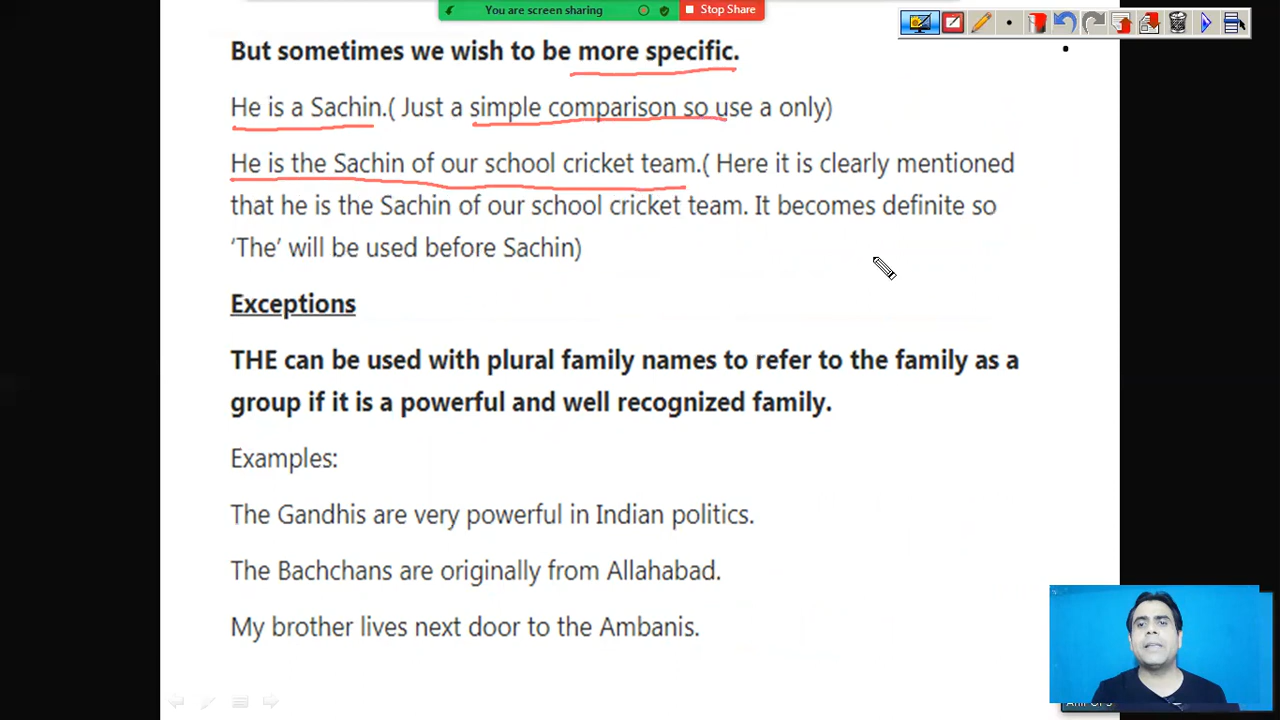 You are screen sharing
Stop Share
But sometimes we wish to be more specific.
He is a Sachin.( Just a simple comparison so use a only)
He is the Sachin of our school cricket team.( Here it is clearly mentioned
that he is the Sachin of our school cricket team. It becomes definite so
‘The’ will be used before Sachin)
Exceptions
THE can be used with plural family names to refer to the family as a
group if it is a powerful and well recognized family.
Examples:
The Gandhis are very powerful in Indian politics.
The Bachchans are originally from Allahabad.
My brother lives next door to the Ambanis.